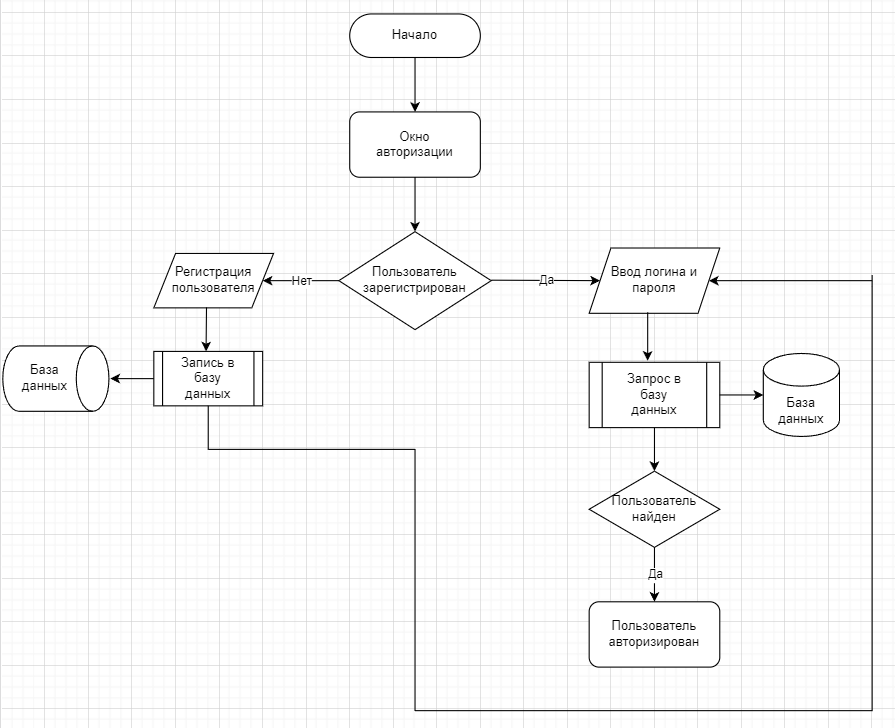 Начало
Окно
авторизации
Пользователь
зарегистрирован
Нет
Да
Регистрация
пользователя
Ввод логина и
пароля
Запись в
базу
данных
База
данных
Запрос в
базу
данных
База
данных
Пользователь
найден
Да
Пользователь
авторизирован